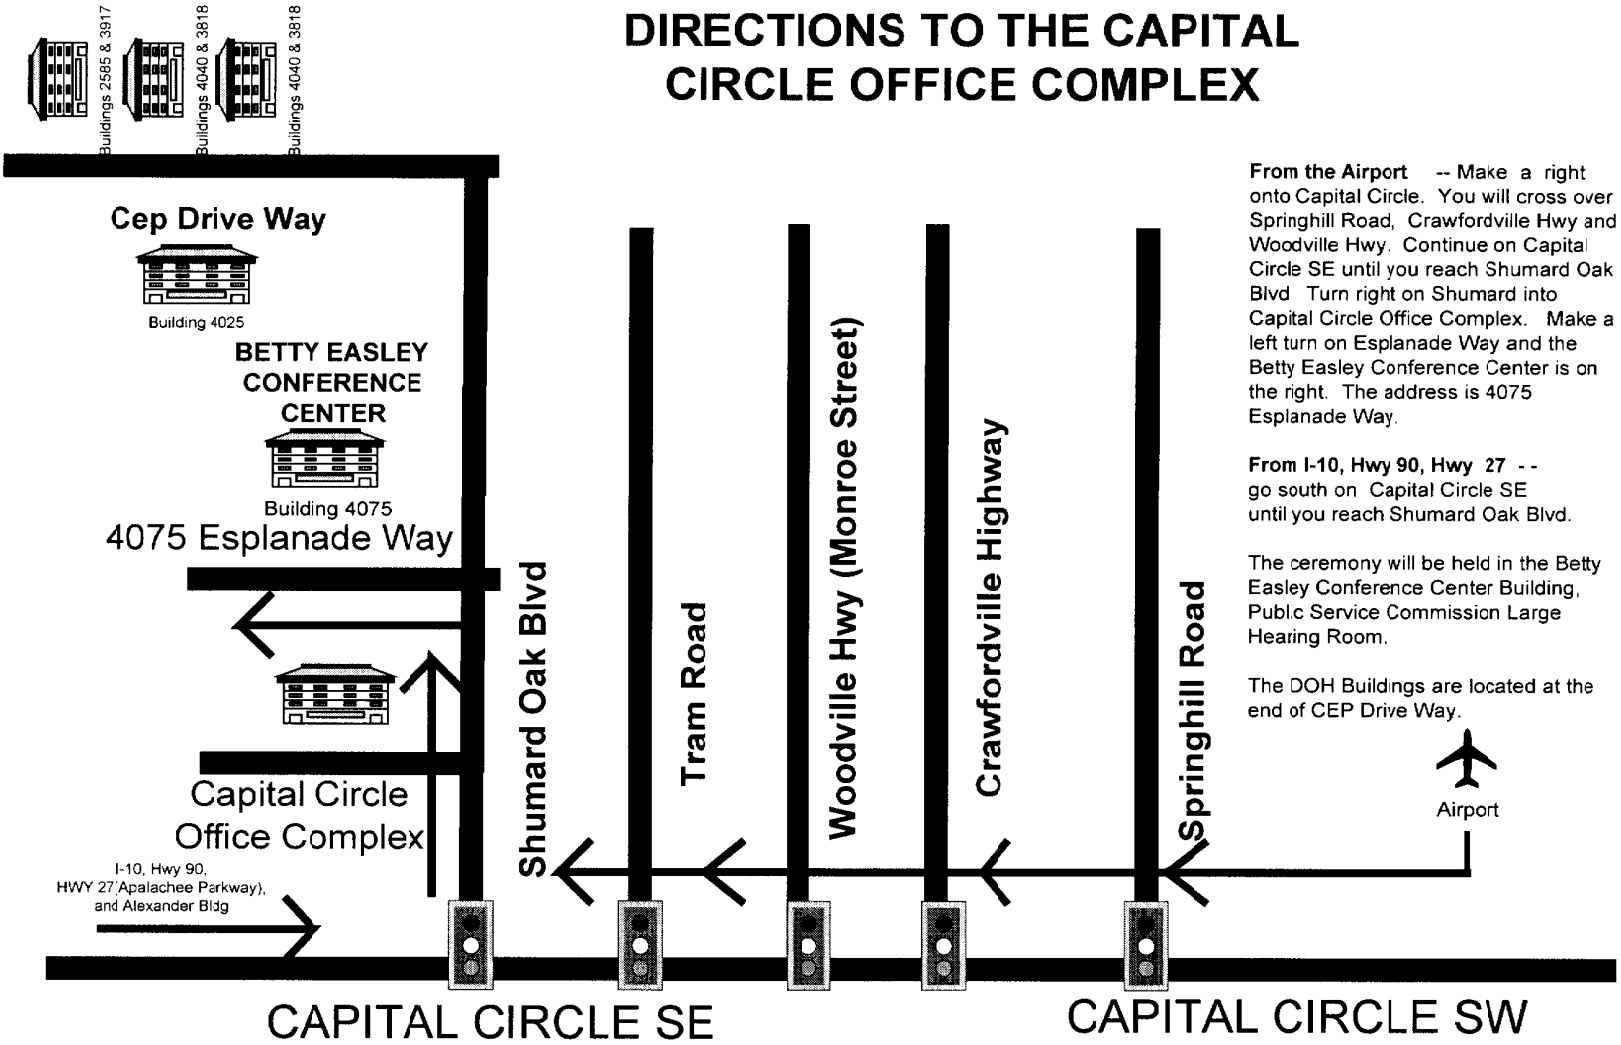 DIRECTIONS TO THE CAPITAL
CIRCLE OFFICE COMPLEX
Buildings 2585 & 3917
Buildings 4040 & 3818
Buildings 4040 & 3818
Cep Drive Way
Building 4025
BETTY EASLEY
CONFERENCE
CENTER
Building 4075
4075 Esplanade Way
Capital Circle
Office Complex
I-10, Hwy 90,
HWY 27 Apalachee Parkway),
and Alexander Bldg
Shumard Oak Blvd
Tram Road
Woodville Hwy (Monroe Street)
Crawfordville Highway
Springhill Road
From the Airport -- Make a right
onto Capital Circle. You will cross over
Springhill Road, Crawfordville Hwy and
Woodville Hwy. Continue on Capital
Circle SE until you reach Shumard Oak
Blvd Turn right on Shumard into
Capital Circle Office Complex. Make a
left turn on Esplanade Way and the
Betty Easley Conference Center is on
the right. The address is 4075
Esplanade Way.
From I-10, Hwy 90, Hwy 27 --
go south on Capital Circle SE
until you reach Shumard Oak Blvd.
The ceremony will be held in the Betty
Easley Conference Center Building,
Public Service Commission Large
Hearing Room.
The DOH Buildings are located at the
end of CEP Drive Way.
Airport
CAPITAL CIRCLE SE
CAPITAL CIRCLE SW